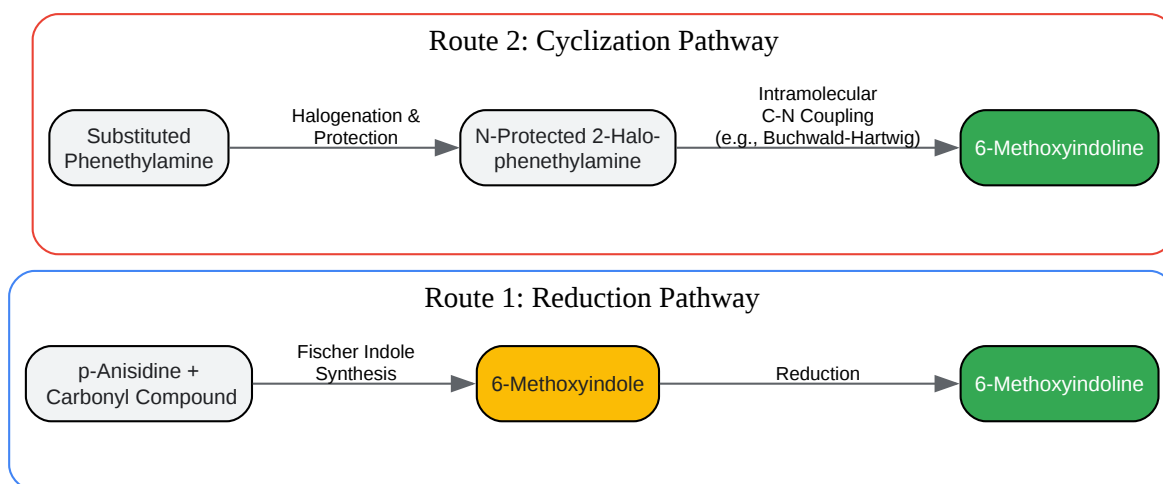 Route 2: Cyclization Pathway
Substituted
Phenethylamine
Halogenation &
Protection
N-Protected 2-Halo-
phenethylamine
Intramolecular
C-N Coupling
(e.g., Buchwald-Hartwig)
6-Methoxyindoline
Route 1: Reduction Pathway
p-Anisidine +
Carbonyl Compound
Fischer Indole
Synthesis
6-Methoxyindole
Reduction
6-Methoxyindoline